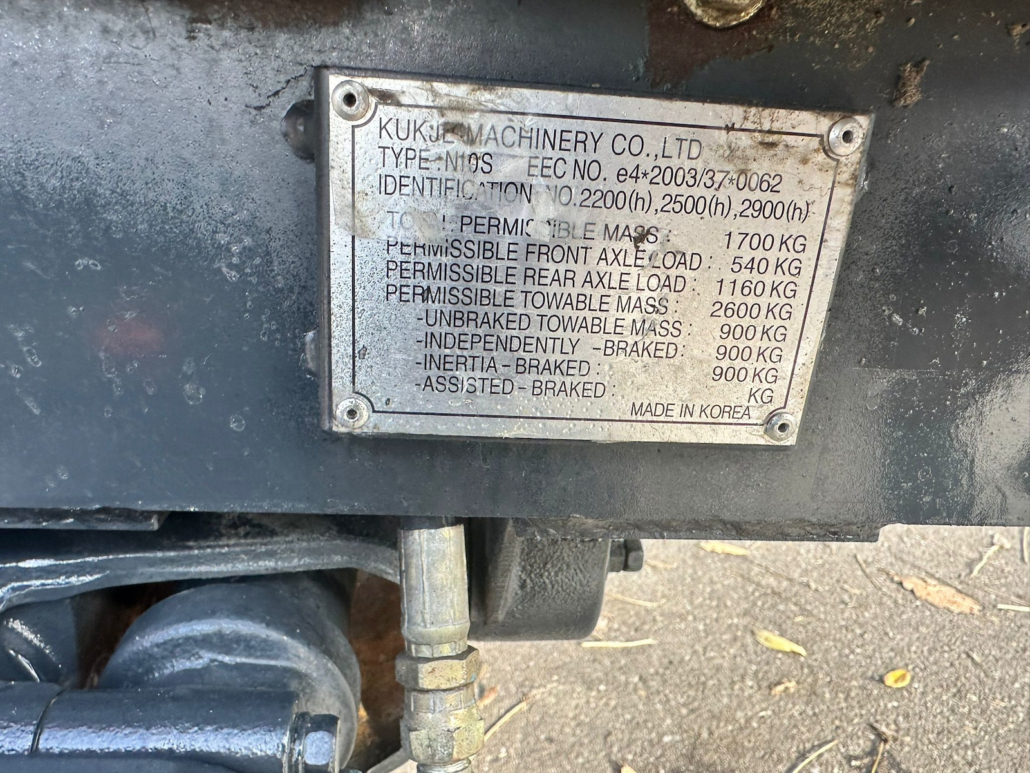 KUKJE MACHINERY CO.,LTD
TYPE : N10S EEC NO. e4*2003/37*0062
IDENTIFICATION NO.2200(h),2500(h),2900(h)
TOTAL PERMISSIBLE MASS : 1700 KG
PERMISSIBLE FRONT AXLE LOAD : 540 KG
PERMISSIBLE REAR AXLE LOAD : 1160 KG
PERMISSIBLE TOWABLE MASS : 2600 KG
-UNBRAKED TOWABLE MASS : 900 KG
-INDEPENDENTLY -BRAKED : 900 KG
-INERTIA - BRAKED : 900 KG
-ASSISTED - BRAKED : KG
MADE IN KOREA